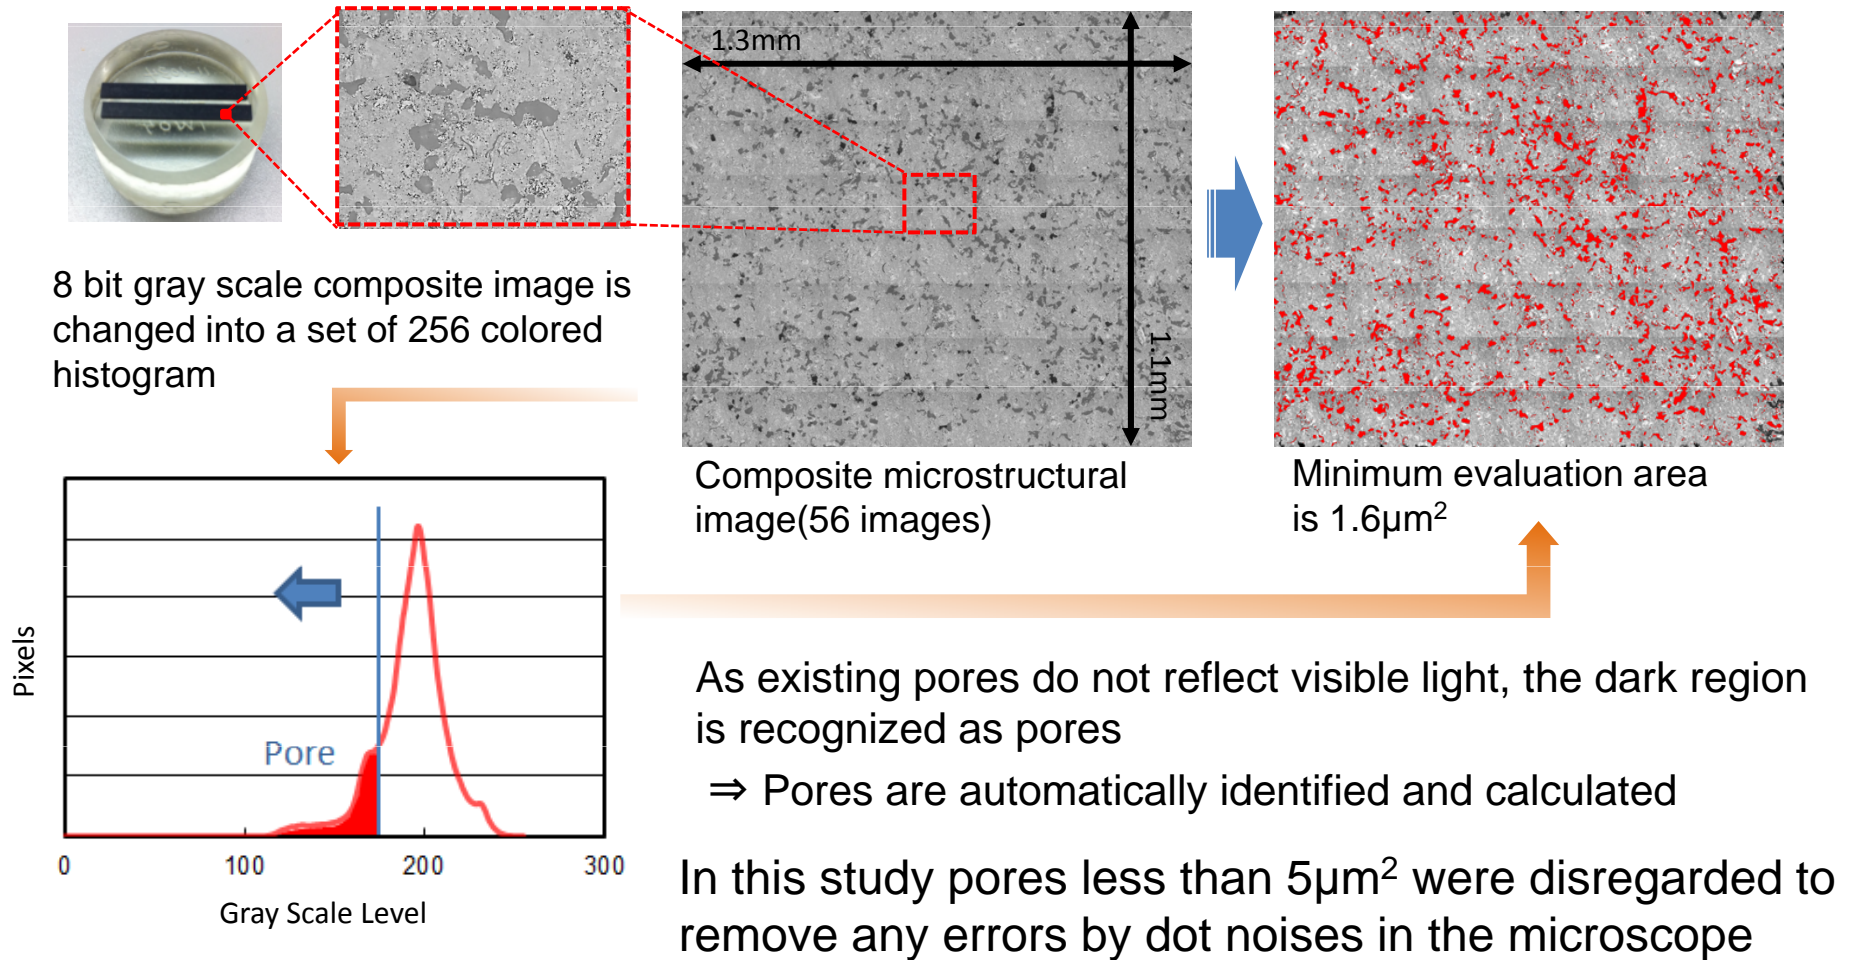 1.3mm
1.1mm
8 bit gray scale composite image is
changed into a set of 256 colored
histogram
Composite microstructural
image(56 images)
Minimum evaluation area
is 1.6µm²
Pixels
Pore
0 100 200 300
Gray Scale Level
As existing pores do not reflect visible light, the dark region
is recognized as pores
⇒ Pores are automatically identified and calculated
In this study pores less than 5µm² were disregarded to
remove any errors by dot noises in the microscope